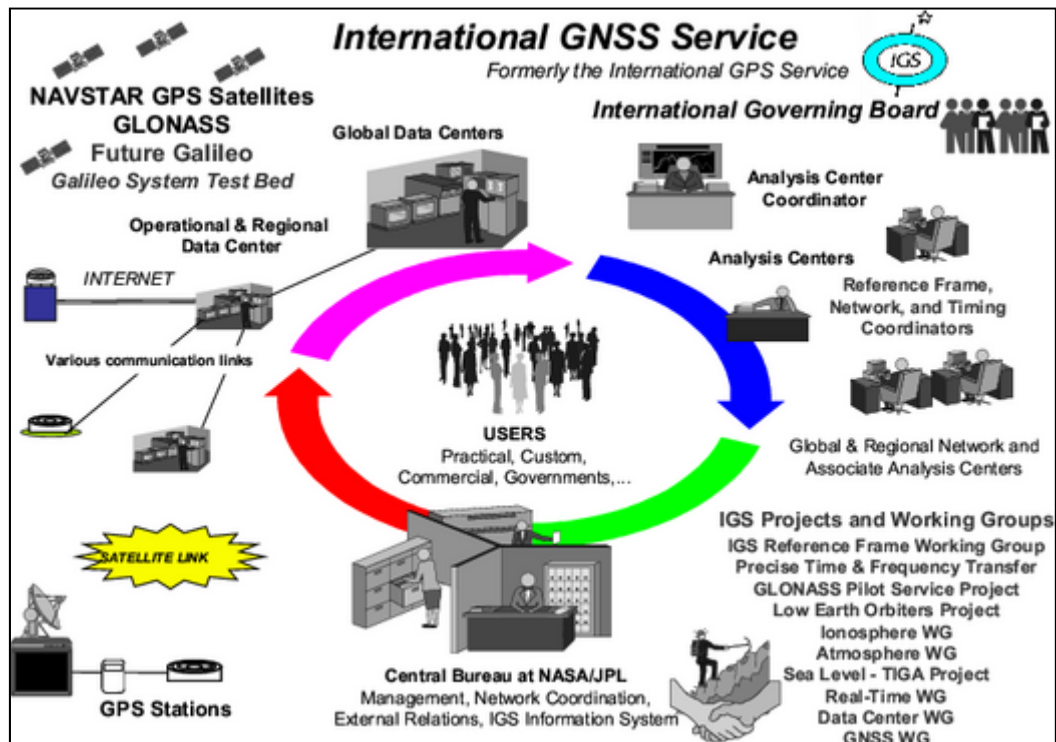 International GNSS Service
Formerly the International GPS Service
IGS
NAVSTAR GPS Satellites
GLONASS
Future Galileo
Galileo System Test Bed
International Governing Board
Global Data Centers
Analysis Center
Coordinator
Operational & Regional
Data Center
Analysis Centers
INTERNET
Reference Frame,
Network, and Timing
Coordinators
Various communication links
USERS
Practical, Custom,
Commercial, Governments,...
Global & Regional Network and
Associate Analysis Centers
SATELLITE LINK
IGS Projects and Working Groups
IGS Reference Frame Working Group
Precise Time & Frequency Transfer
GLONASS Pilot Service Project
Low Earth Orbiters Project
Ionosphere WG
Atmosphere WG
Sea Level - TIGA Project
Real-Time WG
Data Center WG
GNSS WG
Central Bureau at NASA/JPL
Management, Network Coordination,
External Relations, IGS Information System
GPS Stations